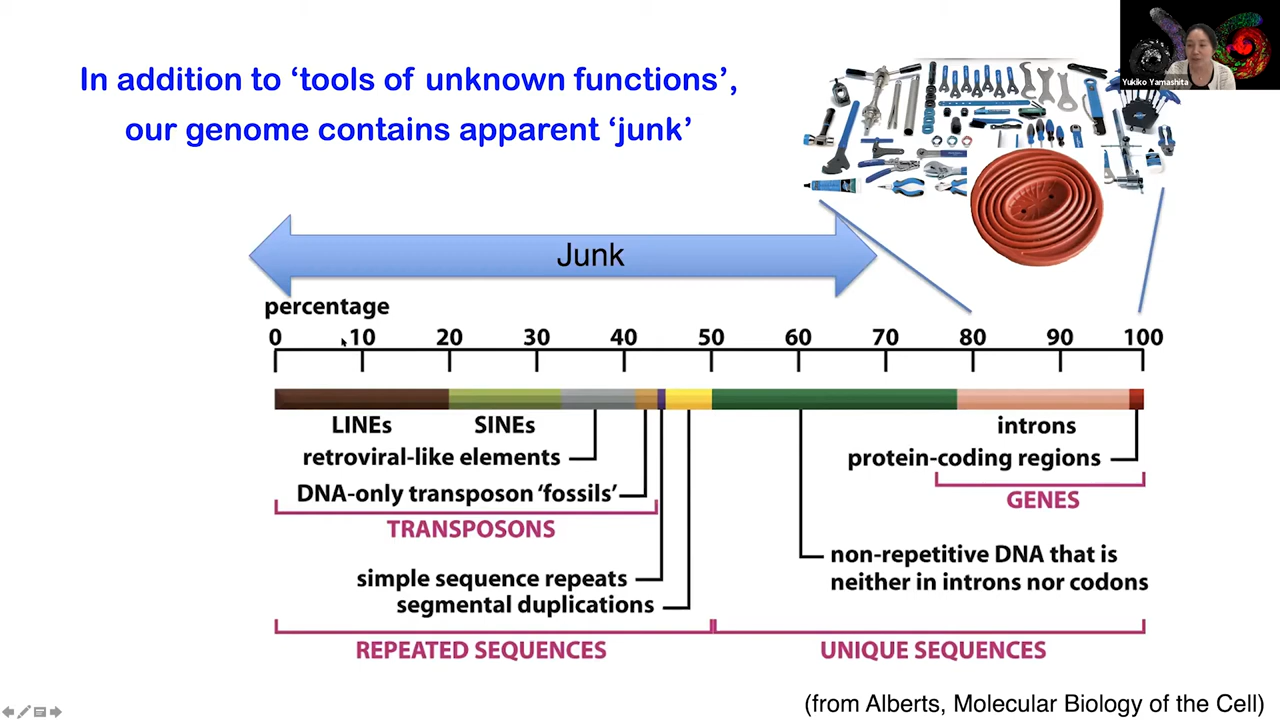 In addition to ‘tools of unknown functions’,
our genome contains apparent ‘junk’
Yukiko Yamashita
Junk
percentage
0 10 20 30 40 50 60 70 80 90 100
LINEs SINEs introns
retroviral-like elements protein-coding regions
DNA-only transposon ‘fossils’ GENES
TRANSPOSONS
non-repetitive DNA that is
neither in introns nor codons
simple sequence repeats
segmental duplications
REPEATED SEQUENCES UNIQUE SEQUENCES
(from Alberts, Molecular Biology of the Cell)